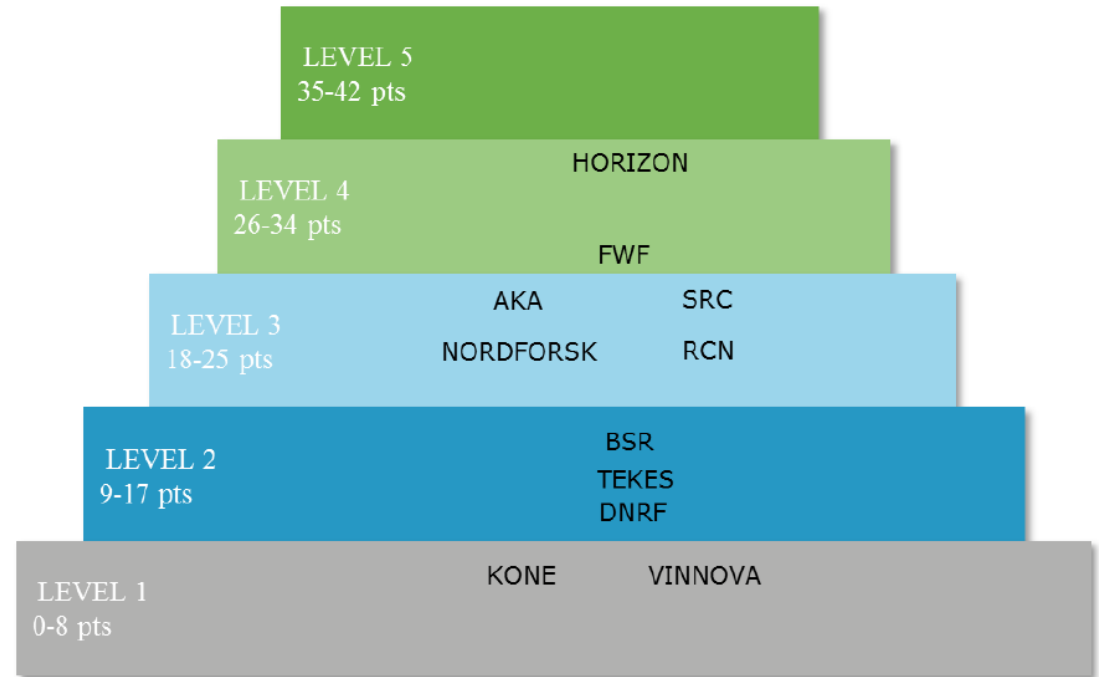 LEVEL 5
35-42 pts
HORIZON
LEVEL 4
26-34 pts
FWF
AKA SRC
LEVEL 3
18-25 pts
NORDFORSK RCN
BSR
LEVEL 2
TEKES
9-17 pts
DNRF
KONE VINNOVA
LEVEL 1
0-8 pts